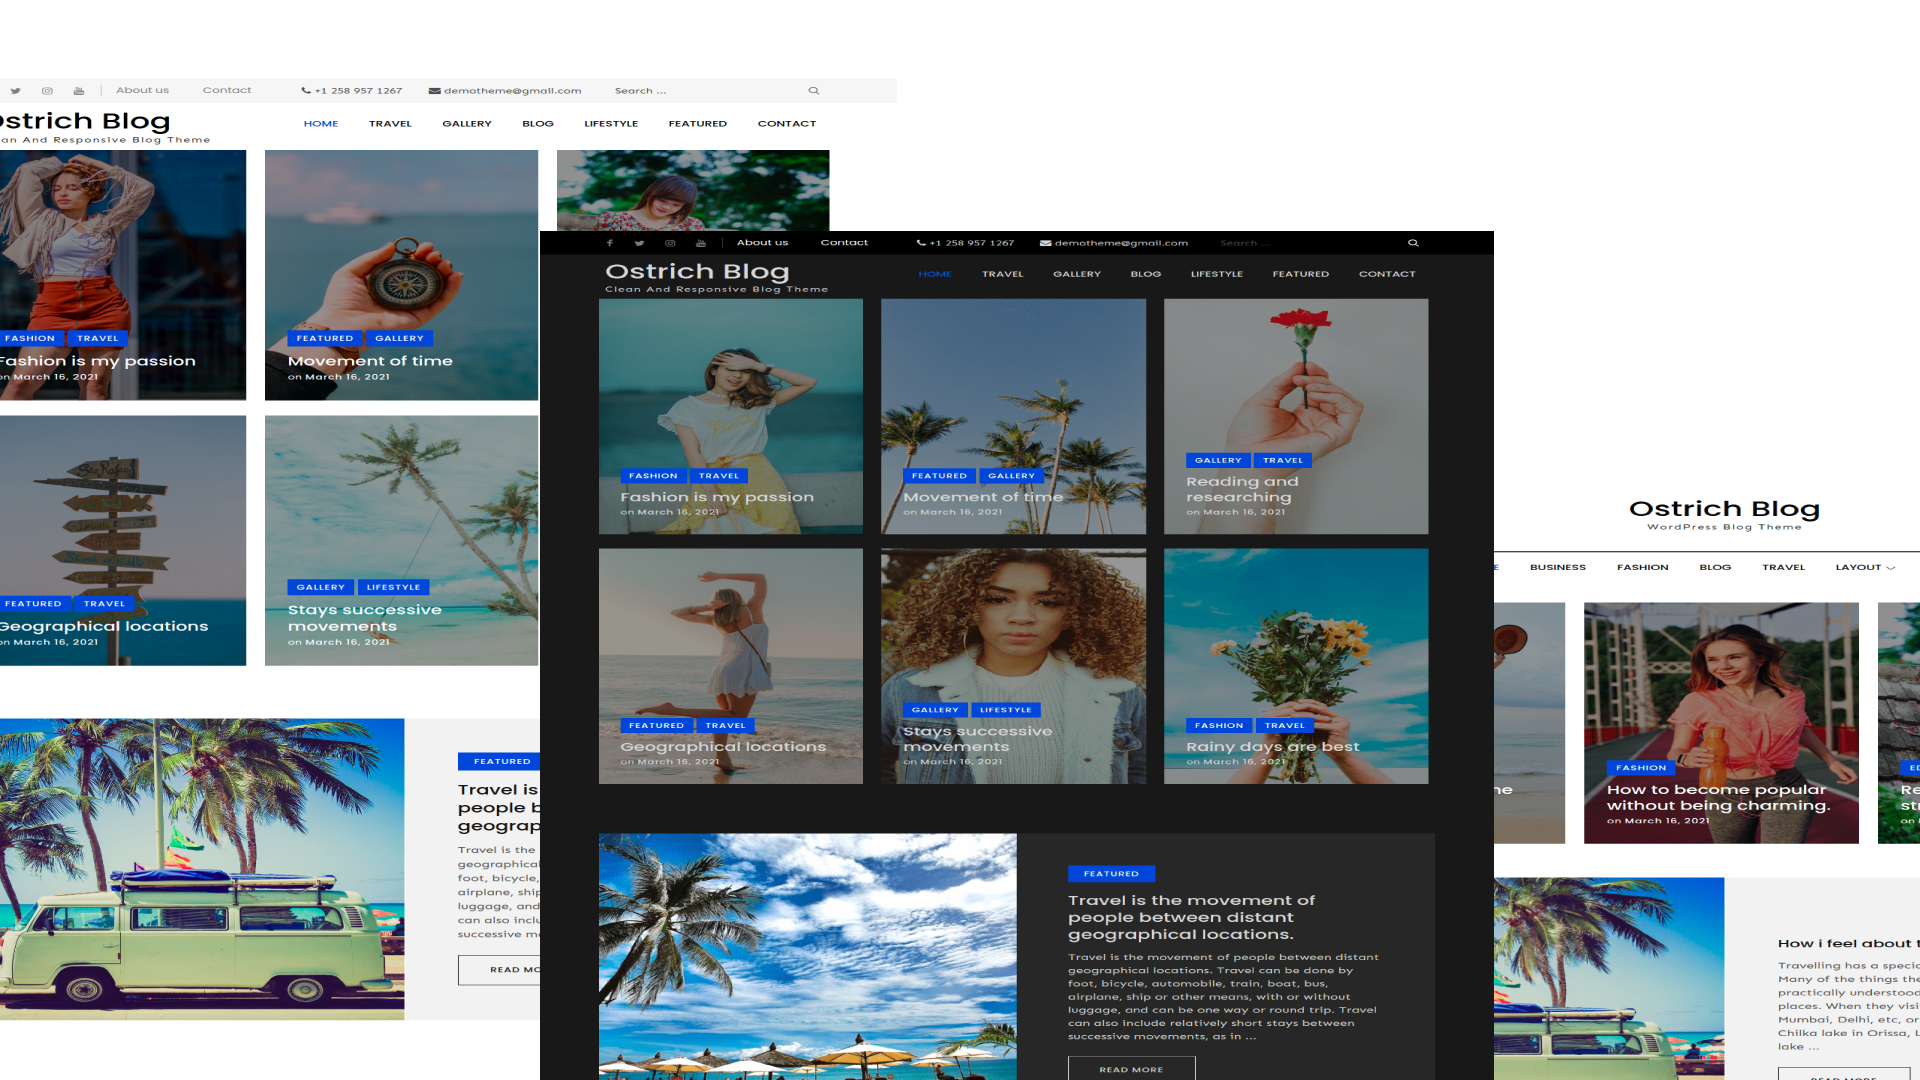 About us Contact +1 258 957 1267 demotheme@gmail.com Search ...
Ostrich Blog
Clean And Responsive Blog Theme
HOME TRAVEL GALLERY BLOG LIFESTYLE FEATURED CONTACT
FASHION TRAVEL
Fashion is my passion
on March 16, 2021
FEATURED GALLERY
Movement of time
on March 16, 2021
FEATURED TRAVEL
Geographical locations
on March 16, 2021
GALLERY LIFESTYLE
Stays successive
movements
on March 16, 2021
FEATURED
Travel is
people b
geograp
Travel is the
geographical
foot, bicycle,
airplane, ship
luggage, and
can also inclu
successive m
READ MO
About us Contact +1 258 957 1267 demotheme@gmail.com Search ...
Ostrich Blog
Clean And Responsive Blog Theme
HOME TRAVEL GALLERY BLOG LIFESTYLE FEATURED CONTACT
FASHION TRAVEL
Fashion is my passion
on March 16, 2021
FEATURED GALLERY
Movement of time
on March 16, 2021
GALLERY TRAVEL
Reading and
researching
on March 16, 2021
FEATURED TRAVEL
Geographical locations
on March 16, 2021
GALLERY LIFESTYLE
Stays successive
movements
on March 16, 2021
FASHION TRAVEL
Rainy days are best
on March 16, 2021
FEATURED
Travel is the movement of
people between distant
geographical locations.
Travel is the movement of people between distant
geographical locations. Travel can be done by
foot, bicycle, automobile, train, boat, bus,
airplane, ship or other means, with or without
luggage, and can be one way or round trip. Travel
can also include relatively short stays between
successive movements, as in ...
READ MORE
Ostrich Blog
WordPress Blog Theme
E BUSINESS FASHION BLOG TRAVEL LAYOUT
ne
FASHION
How to become popular
without being charming.
on March 17, 2021
ED
Re
str
on
How i feel about t
Travelling has a specia
Many of the things the
practically understood
places. When they visi
Mumbai, Delhi, etc, or
Chilka lake in Orissa, L
lake ...
READ MORE